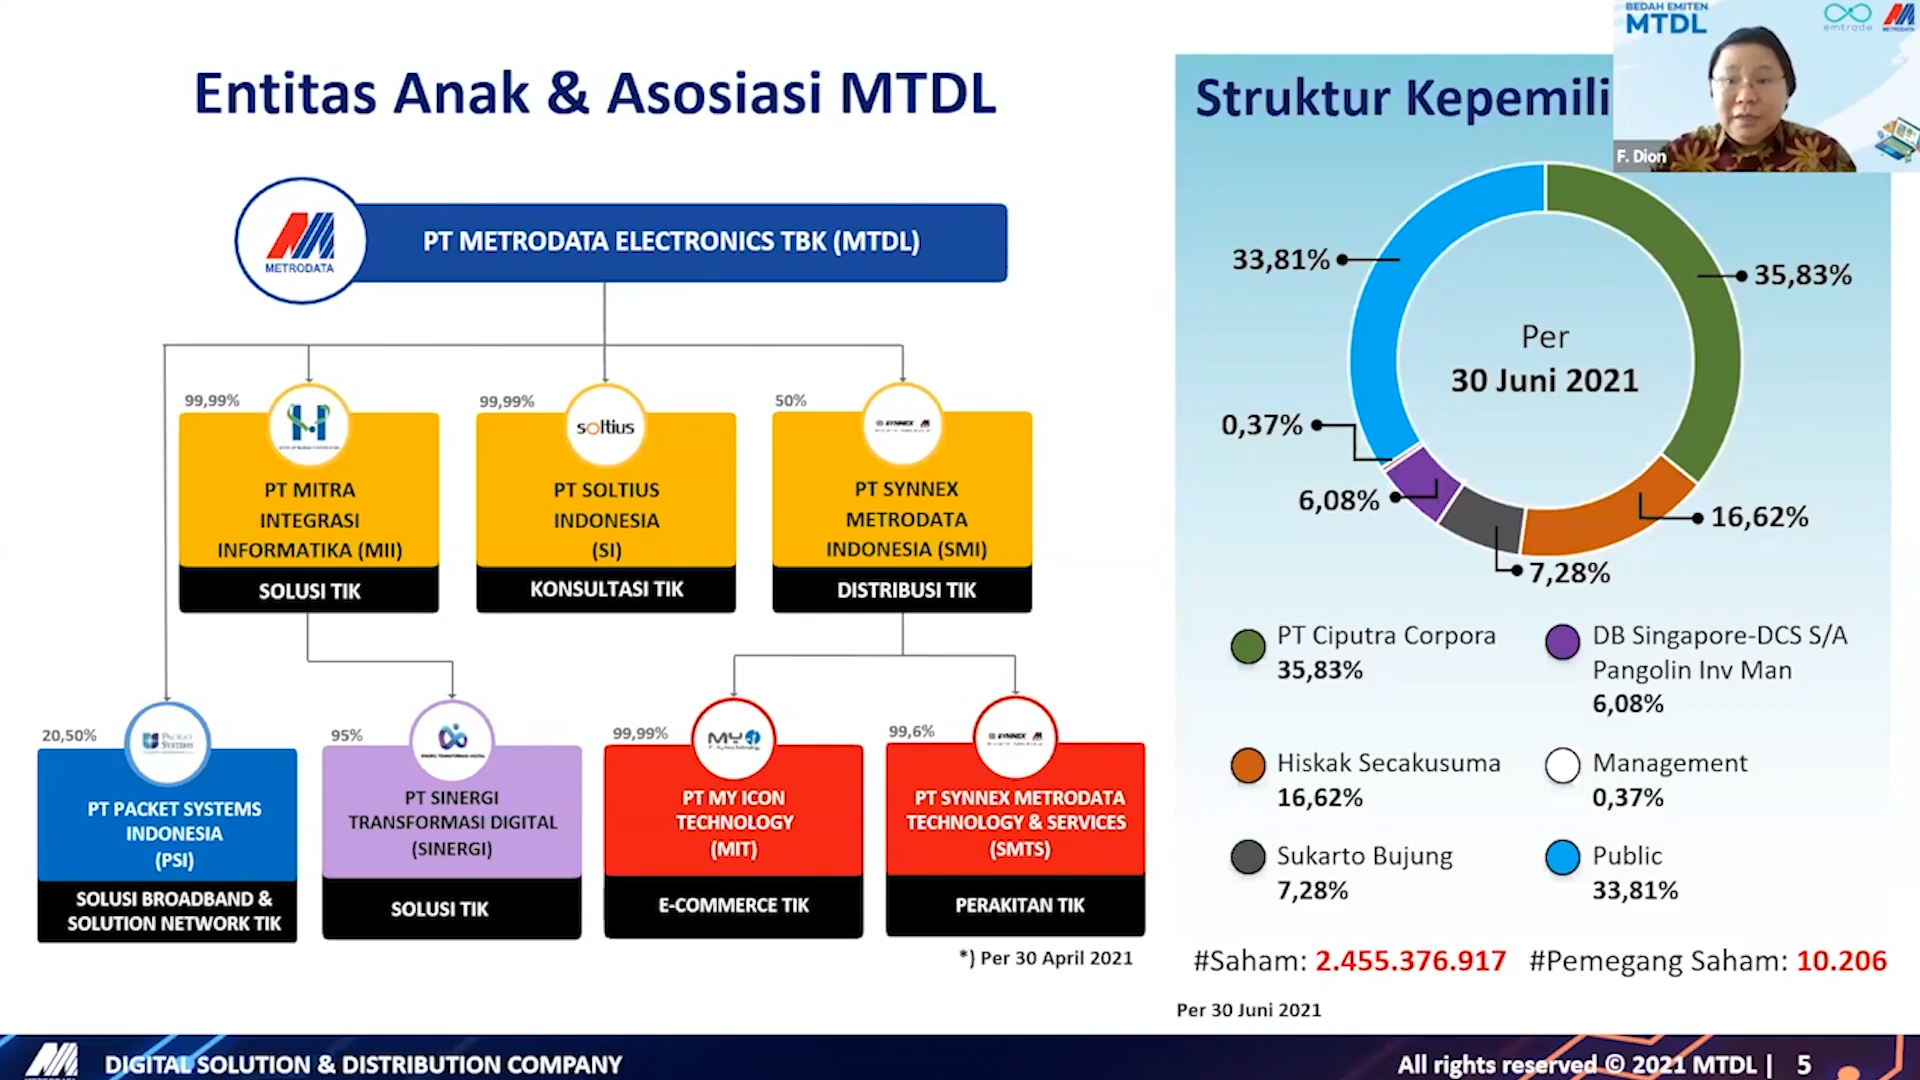 Entitas Anak & Asosiasi MTDL
METRODATA
PT METRODATA ELECTRONICS TBK (MTDL)
99,99%
PT MITRA
INTEGRASI
INFORMATIKA (MII)
SOLUSI TIK
99,99%
soltius
PT SOLTIUS
INDONESIA
(SI)
KONSULTASI TIK
50%
SYNNEX
PT SYNNEX
METRODATA
INDONESIA (SMI)
DISTRIBUSI TIK
20,50%
PACKET
SYSTEMS
PT PACKET SYSTEMS
INDONESIA
(PSI)
SOLUSI BROADBAND &
SOLUTION NETWORK TIK
95%
PT SINERGI
TRANSFORMASI DIGITAL
(SINERGI)
SOLUSI TIK
99,99%
MY
PT MY ICON
TECHNOLOGY
(MIT)
E-COMMERCE TIK
99,6%
SYNNEX
PT SYNNEX METRODATA
TECHNOLOGY & SERVICES
(SMTS)
PERAKITAN TIK
*) Per 30 April 2021
Struktur Kepemili
BEDAH EMITEN
MTDL
emtrade
METRODATA
F. Dion
33,81%
35,83%
Per
30 Juni 2021
0,37%
6,08%
16,62%
7,28%
PT Ciputra Corpora
35,83%
DB Singapore-DCS S/A
Pangolin Inv Man
6,08%
Hiskak Secakusuma
16,62%
Management
0,37%
Sukarto Bujung
7,28%
Public
33,81%
#Saham: 2.455.376.917 #Pemegang Saham: 10.206
Per 30 Juni 2021
DIGITAL SOLUTION & DISTRIBUTION COMPANY
All rights reserved © 2021 MTDL | 5